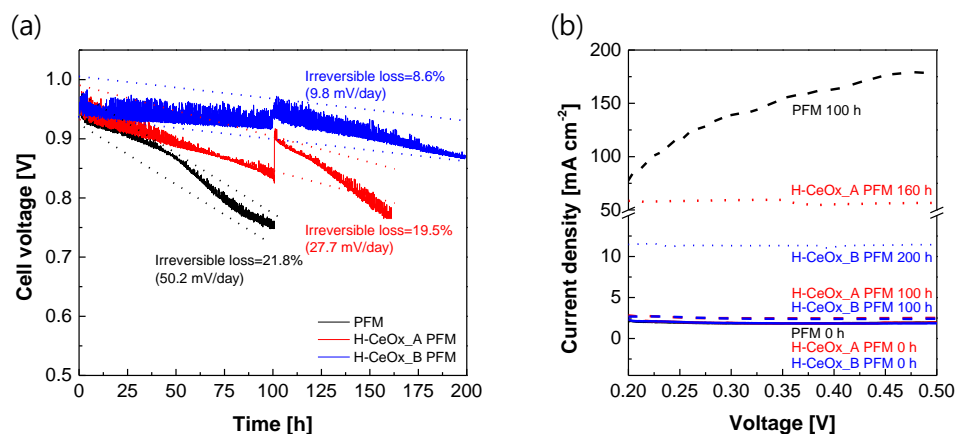 (a)
Cell voltage [V]
1.0
0.9
0.8
0.7
0.6
0.5
Irreversible loss=8.6%
(9.8 mV/day)
Irreversible loss=19.5%
(27.7 mV/day)
Irreversible loss=21.8%
(50.2 mV/day)
PFM
H-CeOx_A PFM
H-CeOx_B PFM
0 25 50 75 100 125 150 175 200
Time [h]
(b)
Current density [mA cm-2]
200
150
100
50
10
5
0
PFM 100 h
H-CeOx_A PFM 160 h
H-CeOx_B PFM 200 h
H-CeOx_A PFM 100 h
H-CeOx_B PFM 100 h
PFM 0 h
H-CeOx_A PFM 0 h
H-CeOx_B PFM 0 h
0.20 0.25 0.30 0.35 0.40 0.45 0.50
Voltage [V]